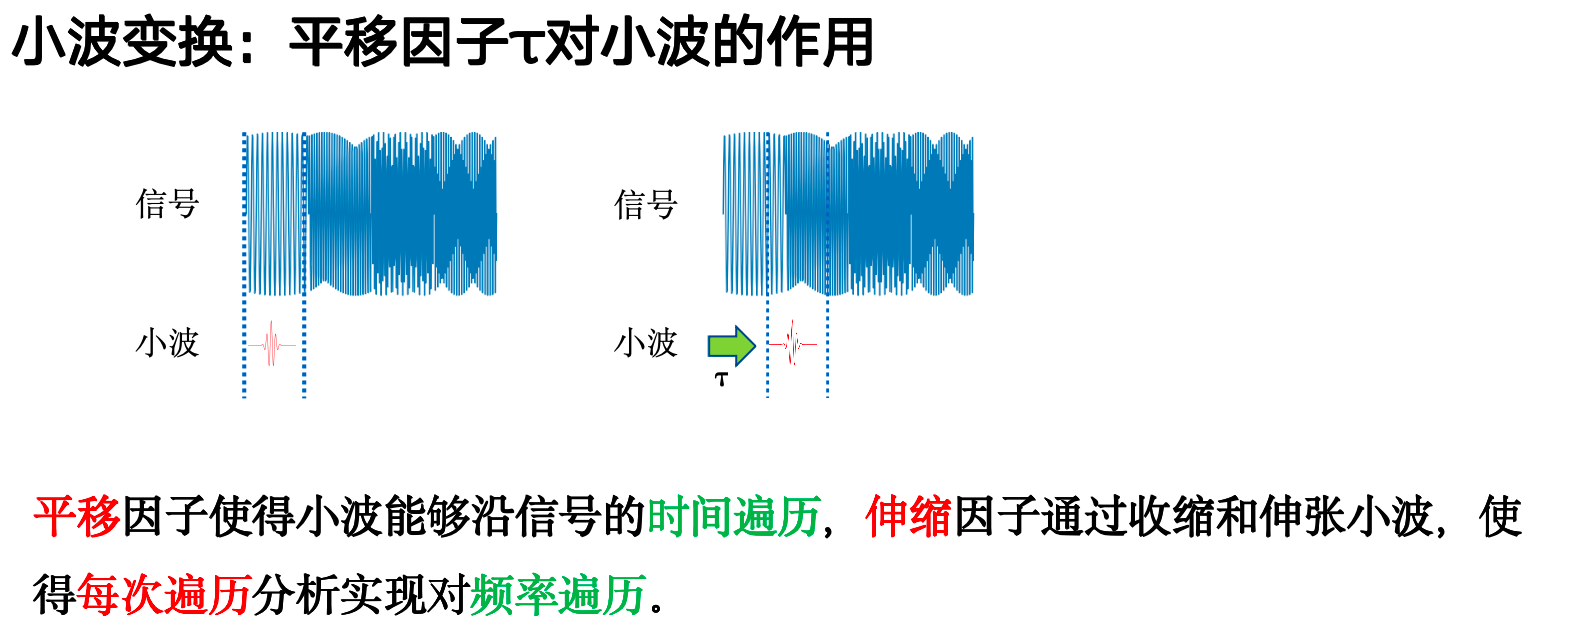 小波变换：平移因子τ对小波的作用
信号
信号
小波
小波
τ
平移因子使得小波能够沿信号的时间遍历，伸缩因子通过收缩和伸张小波，使
得每次遍历分析实现对频率遍历。